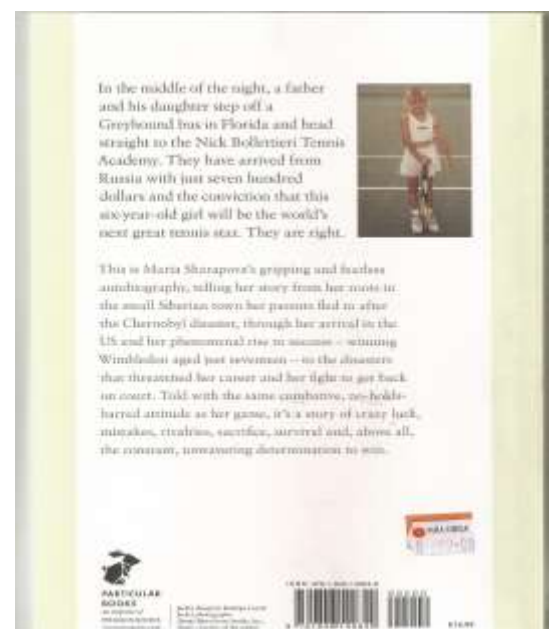 In the middle of the night, a father
and his daughter step off a
Greyhound bus in Florida and head
straight to the Nick Bollettieri Tennis
Academy. They have arrived from
Russia with just seven hundred
dollars and the conviction that this
six-year-old girl will be the world's
next great tennis star. They are right.
This is Maria Sharapova's gripping and fearless
autobiography, telling her story from her roots in
the small Siberian town her parents fled to after
the Chernobyl disaster, through her arrival in the
US and her phenomenal rise to success – winning
Wimbledon aged just seventeen – to the disasters
that threatened her career and her fight to get back
on court. Told with the same combative, no-holds-
barred attitude as her game, it's a story of crazy luck,
mistakes, rivalries, sacrifice, survival and, above all,
the constant, unwavering determination to win.
PARTICULAR
BOOKS